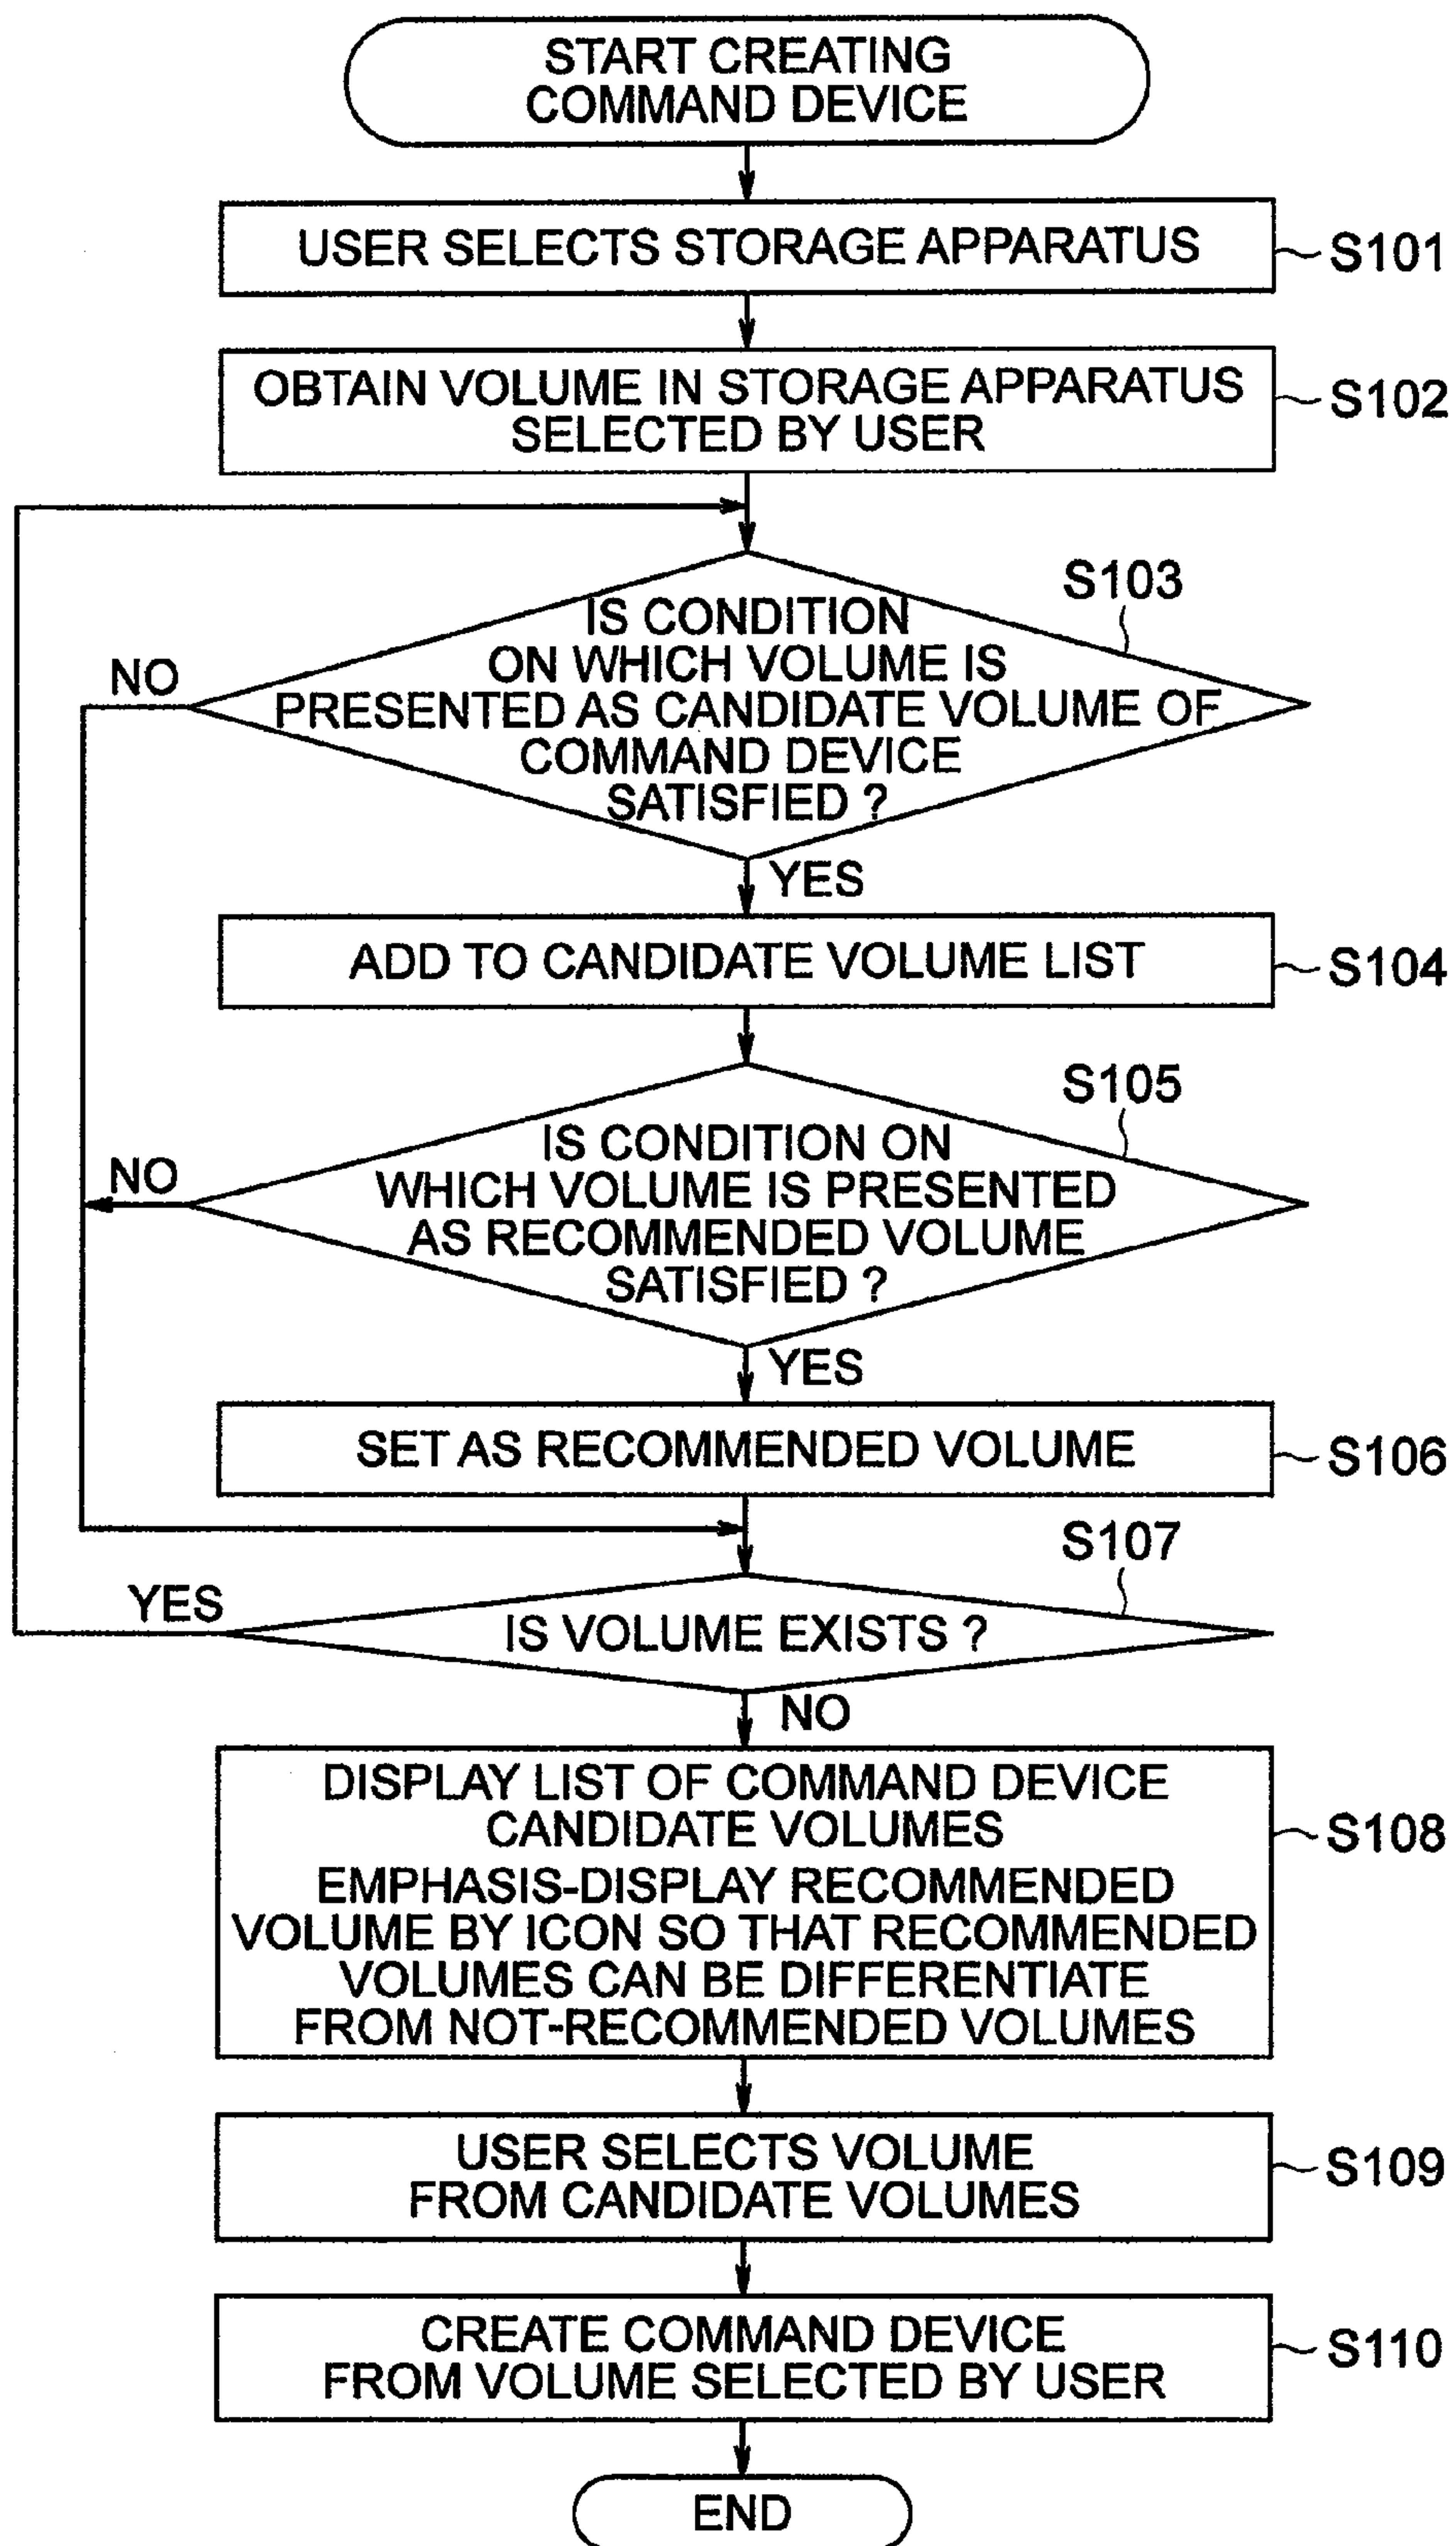 START CREATING
COMMAND DEVICE
USER SELECTS STORAGE APPARATUS
S101
OBTAIN VOLUME IN STORAGE APPARATUS
SELECTED BY USER
S102
S103
IS CONDITION
ON WHICH VOLUME IS
PRESENTED AS CANDIDATE VOLUME OF
COMMAND DEVICE
SATISFIED ?
NO
YES
ADD TO CANDIDATE VOLUME LIST
S104
S105
IS CONDITION ON
WHICH VOLUME IS PRESENTED
AS RECOMMENDED VOLUME
SATISFIED ?
NO
YES
SET AS RECOMMENDED VOLUME
S106
S107
YES
IS VOLUME EXISTS ?
NO
DISPLAY LIST OF COMMAND DEVICE
CANDIDATE VOLUMES
EMPHASIS-DISPLAY RECOMMENDED
VOLUME BY ICON SO THAT RECOMMENDED
VOLUMES CAN BE DIFFERENTIATE
FROM NOT-RECOMMENDED VOLUMES
S108
USER SELECTS VOLUME
FROM CANDIDATE VOLUMES
S109
CREATE COMMAND DEVICE
FROM VOLUME SELECTED BY USER
S110
END